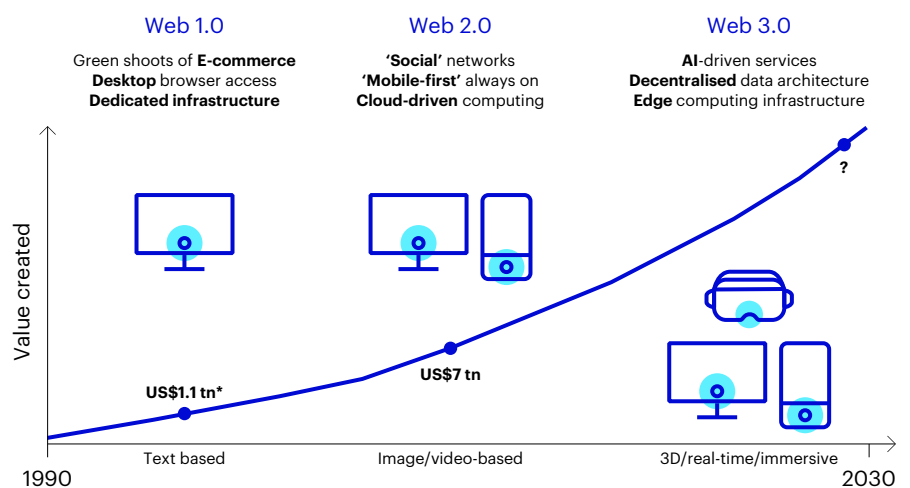 Web 1.0
Green shoots of E-commerce
Desktop browser access
Dedicated infrastructure
Web 2.0
‘Social’ networks
‘Mobile-first’ always on
Cloud-driven computing
Web 3.0
AI-driven services
Decentralised data architecture
Edge computing infrastructure
Value created
?
US$7 tn
US$1.1 tn*
Text based
Image/video-based
3D/real-time/immersive
1990
2030